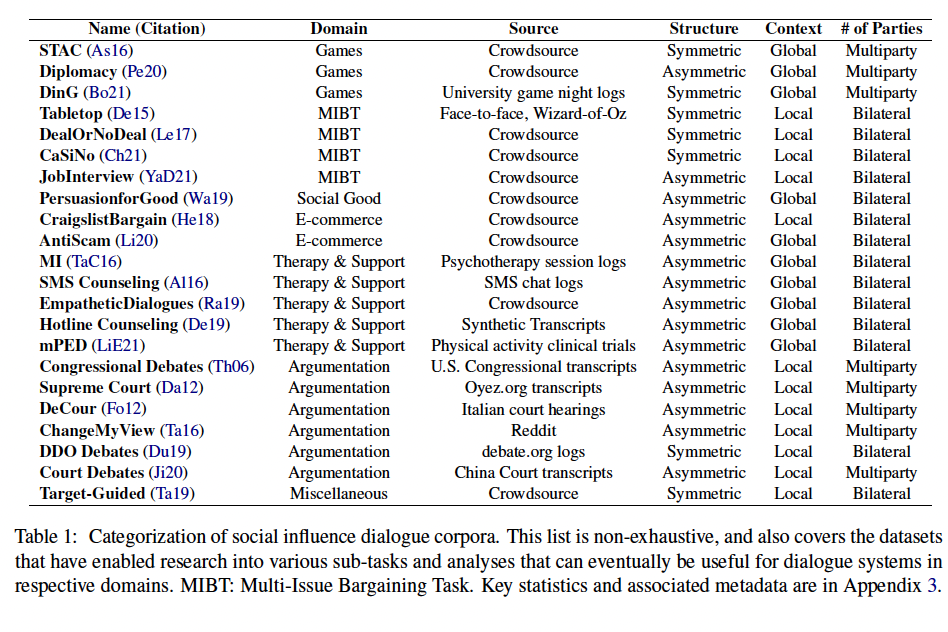 Name (Citation) Domain Source Structure Context # of Parties
STAC (As16) Games Crowdsource Symmetric Global Multiparty
Diplomacy (Pe20) Games Crowdsource Asymmetric Global Multiparty
DinG (Bo21) Games University game night logs Symmetric Global Multiparty
Tabletop (De15) MIBT Face-to-face, Wizard-of-Oz Symmetric Local Bilateral
DealOrNoDeal (Le17) MIBT Crowdsource Symmetric Local Bilateral
CaSiNo (Ch21) MIBT Crowdsource Symmetric Local Bilateral
JobInterview (YaD21) MIBT Crowdsource Asymmetric Local Bilateral
PersuasionforGood (Wa19) Social Good Crowdsource Asymmetric Global Bilateral
CraigslistBargain (He18) E-commerce Crowdsource Asymmetric Local Bilateral
AntiScam (Li20) E-commerce Crowdsource Asymmetric Global Bilateral
MI (TaC16) Therapy & Support Psychotherapy session logs Asymmetric Global Bilateral
SMS Counseling (Al16) Therapy & Support SMS chat logs Asymmetric Global Bilateral
EmpatheticDialogues (Ra19) Therapy & Support Crowdsource Asymmetric Global Bilateral
Hotline Counseling (De19) Therapy & Support Synthetic Transcripts Asymmetric Global Bilateral
mPED (LiE21) Therapy & Support Physical activity clinical trials Asymmetric Global Bilateral
Congressional Debates (Th06) Argumentation U.S. Congressional transcripts Asymmetric Local Multiparty
Supreme Court (Da12) Argumentation Oyez.org transcripts Asymmetric Local Multiparty
DeCour (Fo12) Argumentation Italian court hearings Asymmetric Local Multiparty
ChangeMyView (Ta16) Argumentation Reddit Asymmetric Local Multiparty
DDO Debates (Du19) Argumentation debate.org logs Symmetric Local Bilateral
Court Debates (Ji20) Argumentation China Court transcripts Asymmetric Local Multiparty
Target-Guided (Ta19) Miscellaneous Crowdsource Symmetric Local Bilateral
Table 1: Categorization of social influence dialogue corpora. This list is non-exhaustive, and also covers the datasets
that have enabled research into various sub-tasks and analyses that can eventually be useful for dialogue systems in
respective domains. MIBT: Multi-Issue Bargaining Task. Key statistics and associated metadata are in Appendix 3.